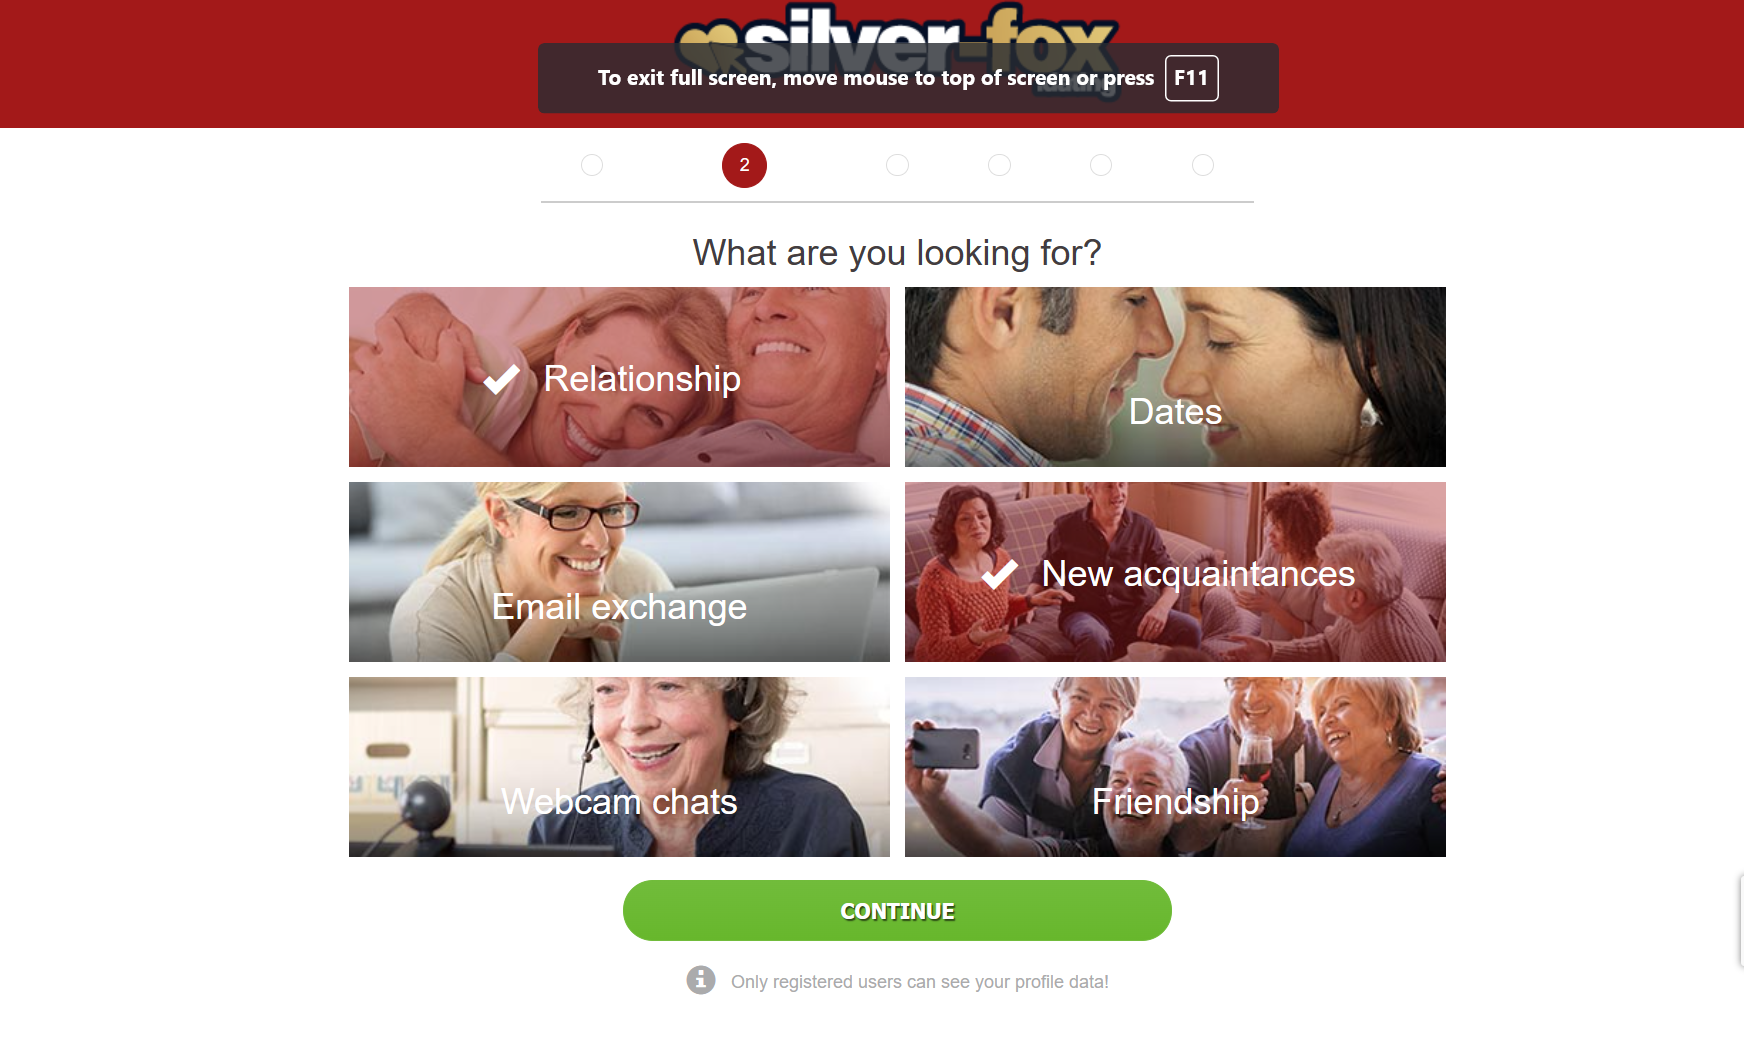 silver-fox
dating
To exit full screen, move mouse to top of screen or press F11
2
What are you looking for?
Relationship
Dates
Email exchange
New acquaintances
Webcam chats
Friendship
CONTINUE
Only registered users can see your profile data!